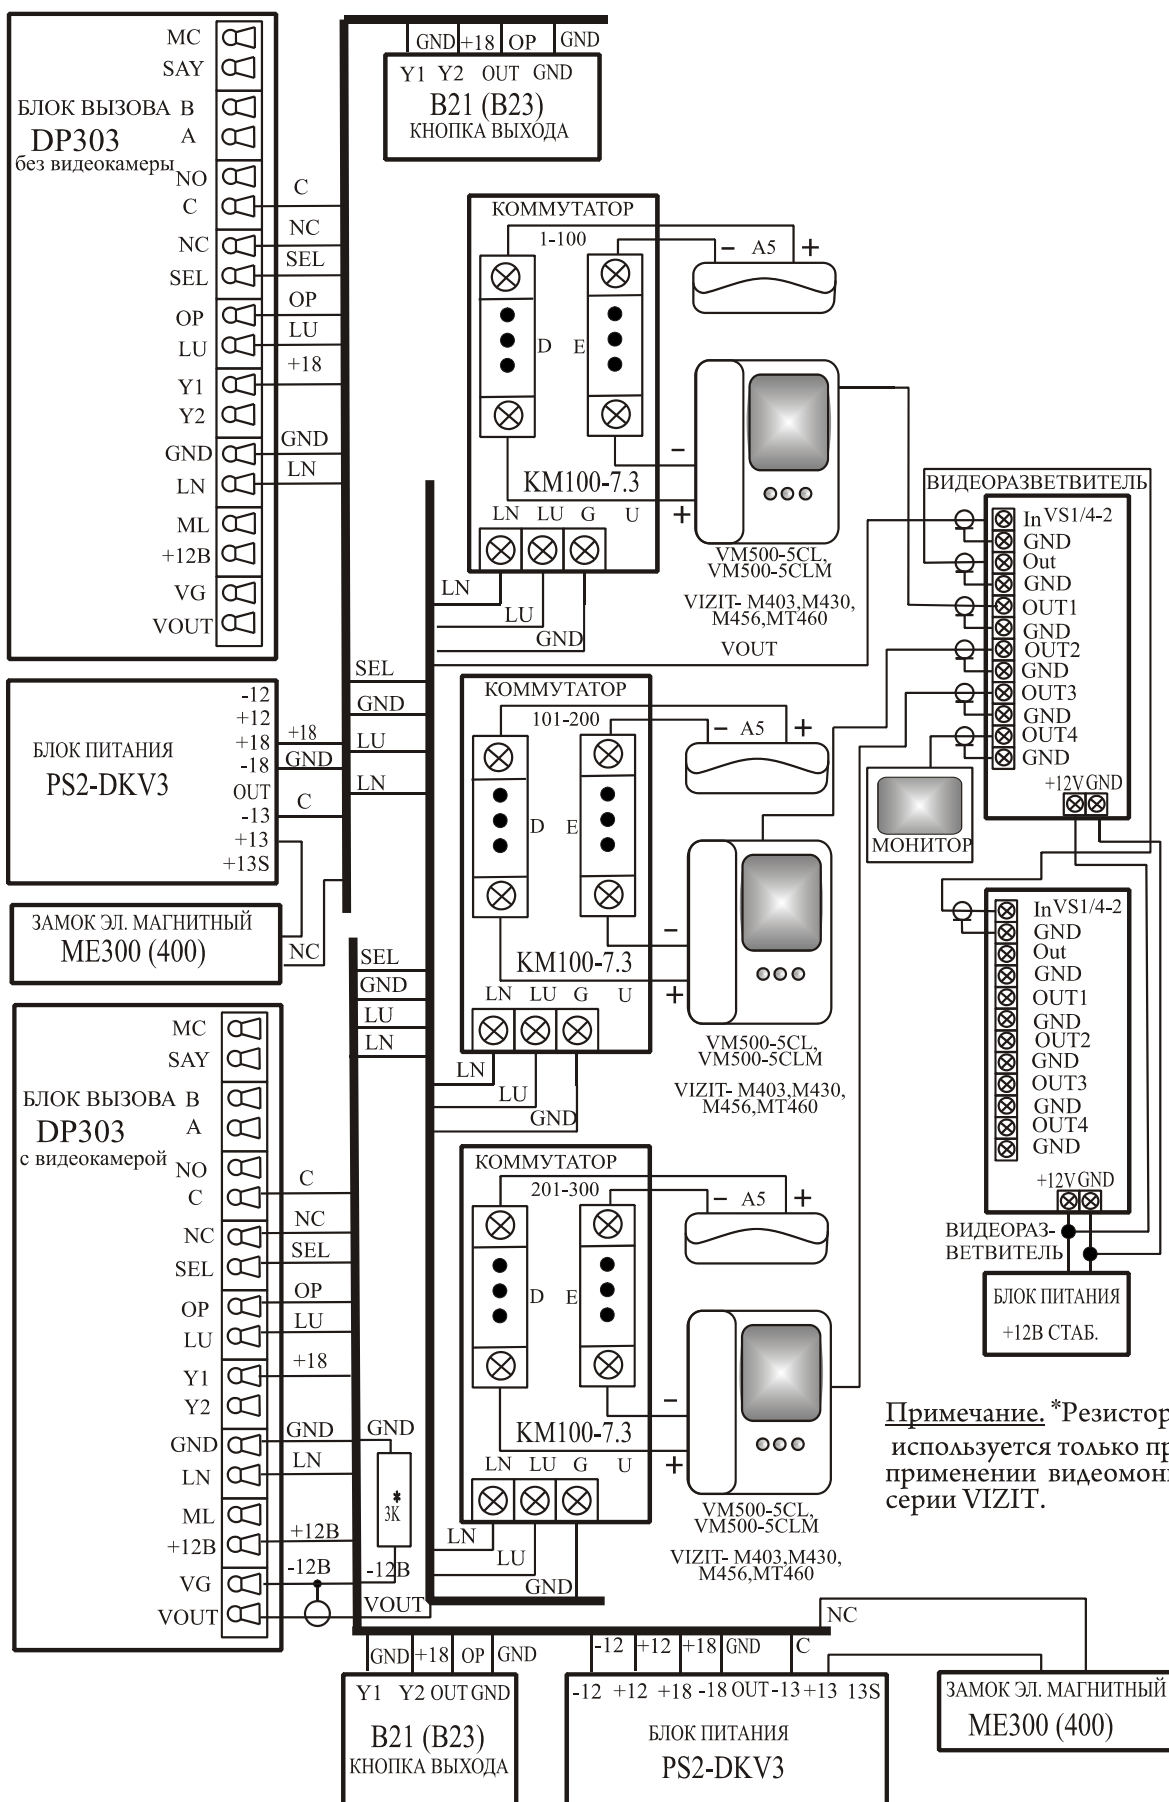 MC
SAY
БЛОК ВЫЗОВА B
DP303 A
без видеокамеры
NO
C
NC
SEL
OP
LU
Y1
Y2
GND
LN
ML
+12В
VG
VOUT
C
NC
SEL
OP
LU
+18
GND
LN
GND +18 OP GND
Y1 Y2 OUT GND
B21 (B23)
КНОПКА ВЫХОДА
КОММУТАТОР
1-100
− A5 +
D E
−
KM100-7.3
LN LU G U +
LN
LU
GND
VM500-5CL,
VM500-5CLM
VIZIT- M403,M430,
M456,MT460
VOUT
ВИДЕОРАЗВЕТВИТЕЛЬ
In VS1/4-2
GND
Out
GND
OUT1
GND
OUT2
GND
OUT3
GND
OUT4
GND
+12V GND
МОНИТОР
БЛОК ПИТАНИЯ
PS2-DKV3
-12
+12
+18
-18
OUT
-13
+13
+13S
+18
GND
C
SEL
GND
LU
LN
ЗАМОК ЭЛ. МАГНИТНЫЙ
ME300 (400)
NC
КОММУТАТОР
101-200
− A5 +
D E
−
KM100-7.3
LN LU G U +
LN
LU
GND
VM500-5CL,
VM500-5CLM
VIZIT- M403,M430,
M456,MT460
In VS1/4-2
GND
Out
GND
OUT1
GND
OUT2
GND
OUT3
GND
OUT4
GND
+12V GND
ВИДЕОРАЗ-
ВЕТВИТЕЛЬ
БЛОК ПИТАНИЯ
+12В СТАБ.
SEL
GND
LU
LN
MC
SAY
БЛОК ВЫЗОВА B
DP303 A
с видеокамерой
NO
C
NC
SEL
OP
LU
Y1
Y2
GND
LN
ML
+12В
VG
VOUT
C
NC
SEL
OP
LU
+18
GND
LN
+12В
-12В
GND
*
3К
-12В
VOUT
КОММУТАТОР
201-300
− A5 +
D E
−
KM100-7.3
LN LU G U +
LN
LU
GND
VM500-5CL,
VM500-5CLM
VIZIT- M403,M430,
M456,MT460
Примечание. *Резистор
используется только пр
применении видеомон
серии VIZIT.
GND +18 OP GND
Y1 Y2 OUT GND
B21 (B23)
КНОПКА ВЫХОДА
-12 +12 +18 GND C
NC
-12 +12 +18 -18 OUT -13 +13 13S
БЛОК ПИТАНИЯ
PS2-DKV3
ЗАМОК ЭЛ. МАГНИТНЫЙ
ME300 (400)